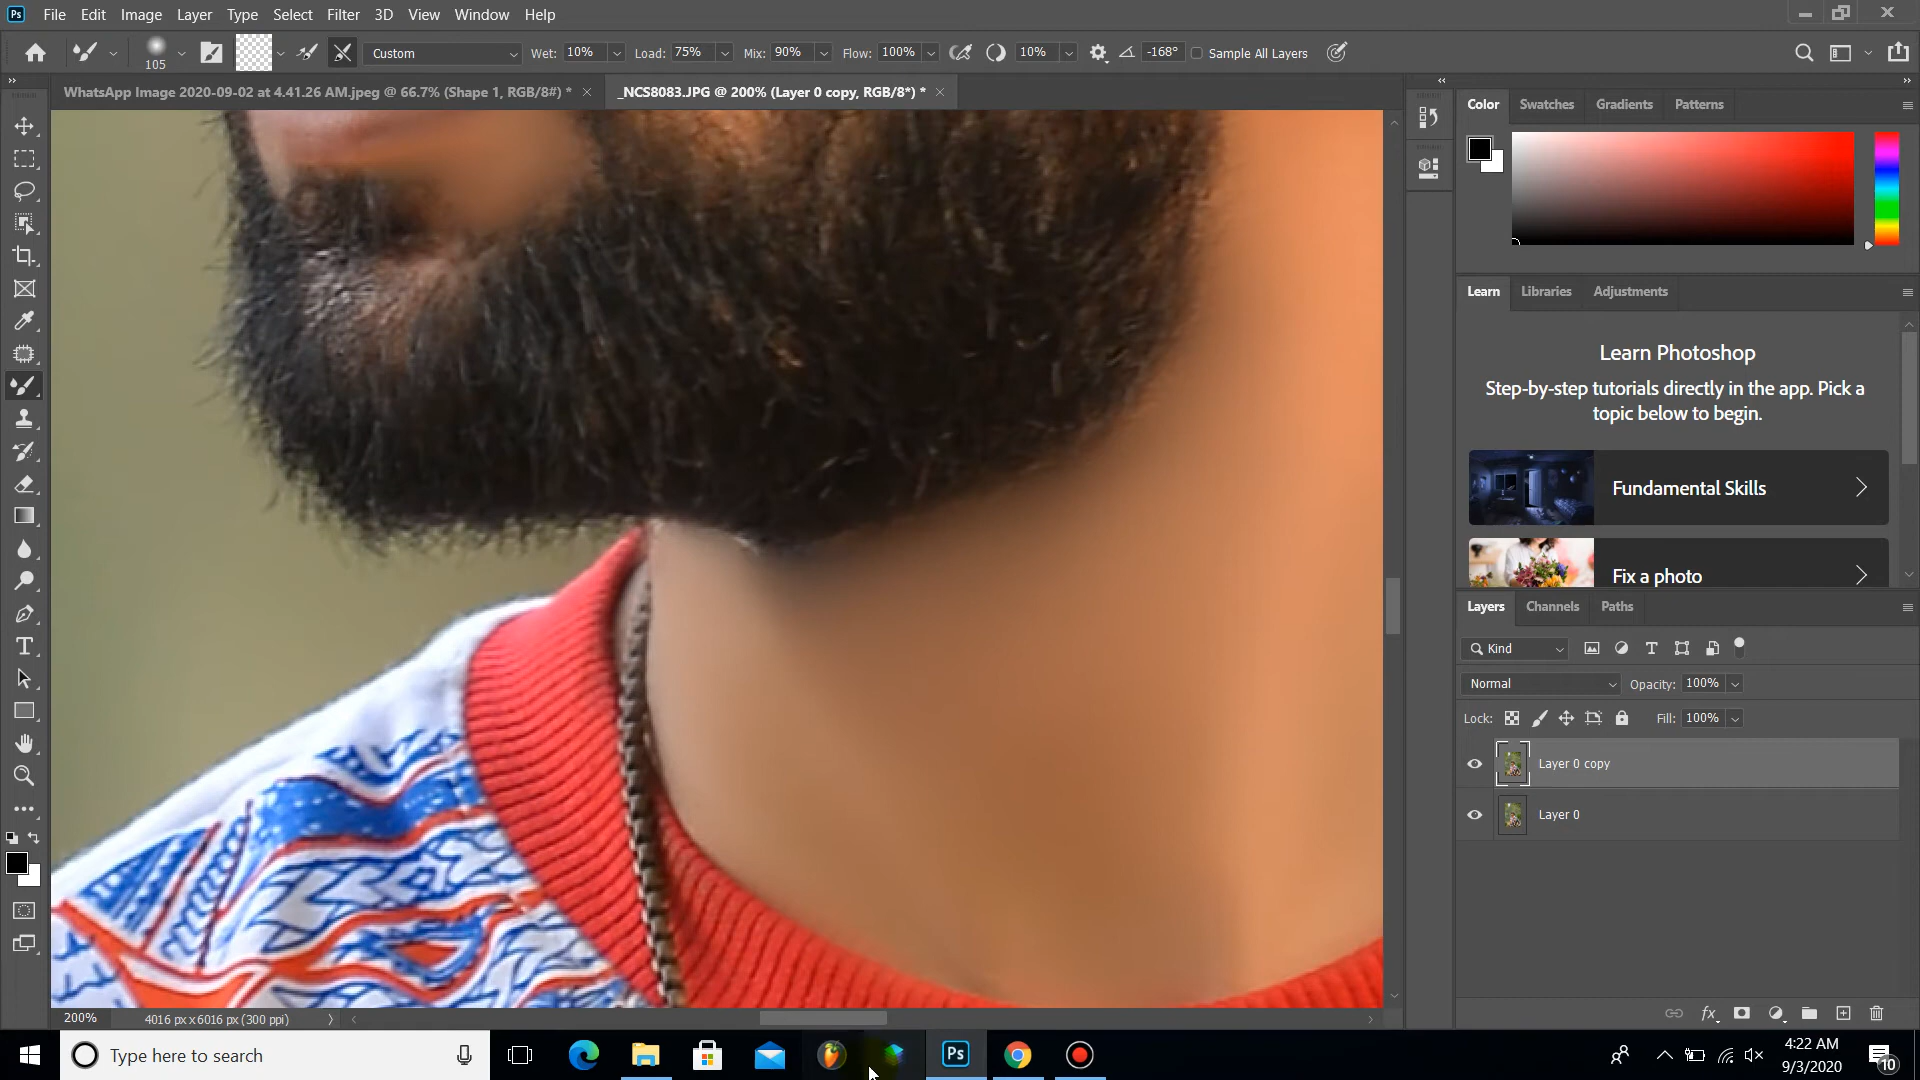 Ps File Edit Image Layer Type Select Filter 3D View Window Help
105 Custom Wet: 10% Load: 75% Mix: 90% Flow: 100% 10% -168° Sample All Layers
WhatsApp Image 2020-09-02 at 4.41.26 AM.jpeg @ 66.7% (Shape 1, RGB/8#) *
_NCS8083.JPG @ 200% (Layer 0 copy, RGB/8*) *
Color Swatches Gradients Patterns
Learn Libraries Adjustments
Learn Photoshop
Step-by-step tutorials directly in the app. Pick a
topic below to begin.
Fundamental Skills
Fix a photo
Layers Channels Paths
Kind
Normal Opacity: 100%
Lock: Fill: 100%
Layer 0 copy
Layer 0
fx
200% 4016 px x 6016 px (300 ppi)
Type here to search
Ps
4:22 AM
9/3/2020
10